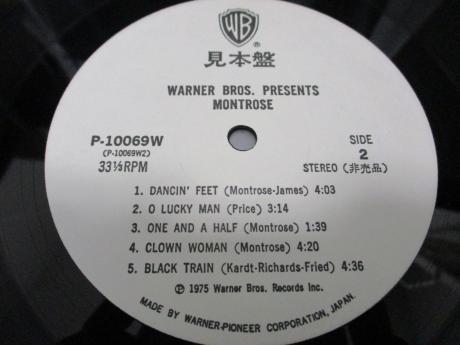 WB
®
見本盤
WARNER BROS. PRESENTS
MONTROSE
P-10069W
(P-10069W2)
33⅓RPM
SIDE
2
STEREO (非売品)
1. DANCIN' FEET (Montrose-James) 4:03
2. O LUCKY MAN (Price) 3:14
3. ONE AND A HALF (Montrose) 1:39
4. CLOWN WOMAN (Montrose) 4:20
5. BLACK TRAIN (Kardt-Richards-Fried) 4:36
℗ 1975 Warner Bros. Records Inc.
MADE BY WARNER-PIONEER CORPORATION, JAPAN.